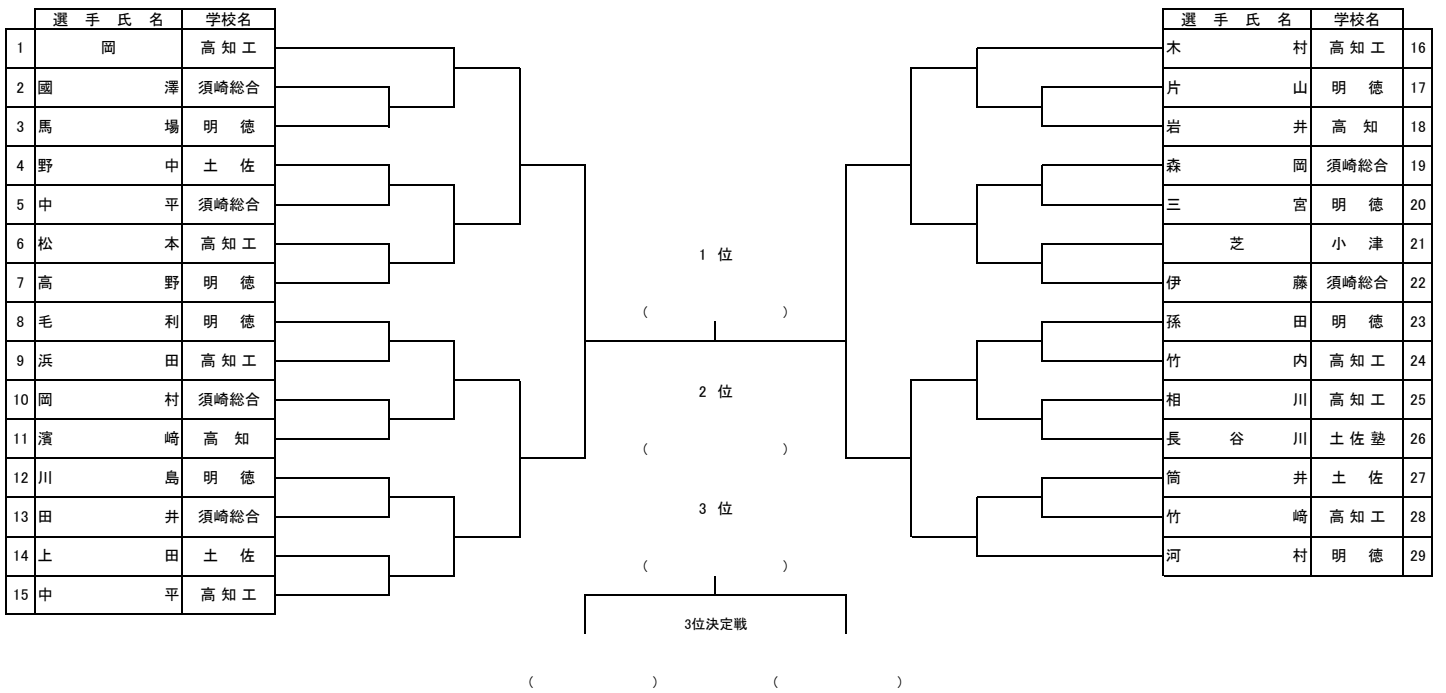 選 手 氏 名 学校名
1 岡 高 知 工
2 國 澤 須崎総合
3 馬 場 明 徳
4 野 中 土 佐
5 中 平 須崎総合
6 松 本 高 知 工
7 高 野 明 徳
8 毛 利 明 徳
9 浜 田 高 知 工
10 岡 村 須崎総合
11 濱 﨑 高 知
12 川 島 明 徳
13 田 井 須崎総合
14 上 田 土 佐
15 中 平 高 知 工
1 位
( )
2 位
( )
3 位
( )
3位決定戦
( ) ( )
選 手 氏 名 学校名
木 村 高 知 工 16
片 山 明 徳 17
岩 井 高 知 18
森 岡 須崎総合 19
三 宮 明 徳 20
芝 小 津 21
伊 藤 須崎総合 22
孫 田 明 徳 23
竹 内 高 知 工 24
相 川 高 知 工 25
長 谷 川 土 佐 塾 26
筒 井 土 佐 27
竹 﨑 高 知 工 28
河 村 明 徳 29